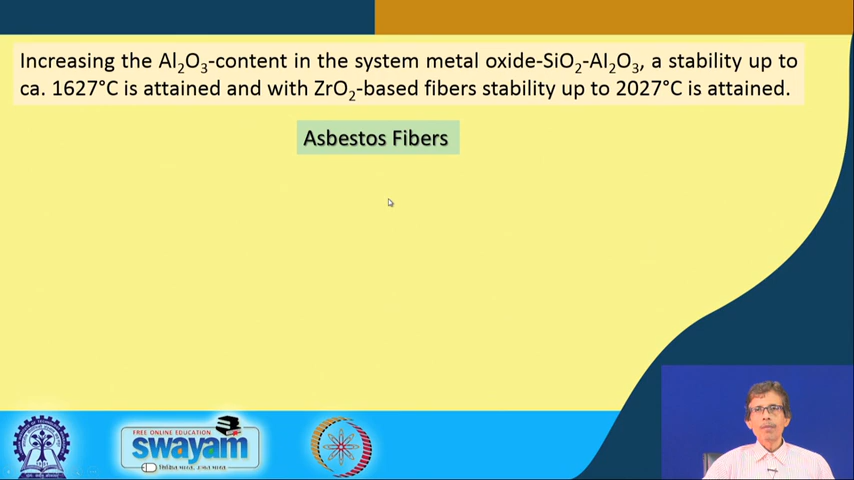 Increasing the Al₂O₃-content in the system metal oxide-SiO₂-Al₂O₃, a stability up to
ca. 1627°C is attained and with ZrO₂-based fibers stability up to 2027°C is attained.
Asbestos Fibers
FREE ONLINE EDUCATION
swayam